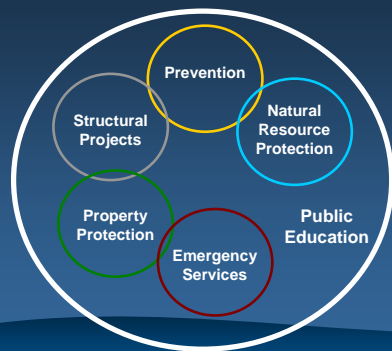 Prevention
Structural
Projects
Natural
Resource
Protection
Property
Protection
Public
Education
Emergency
Services